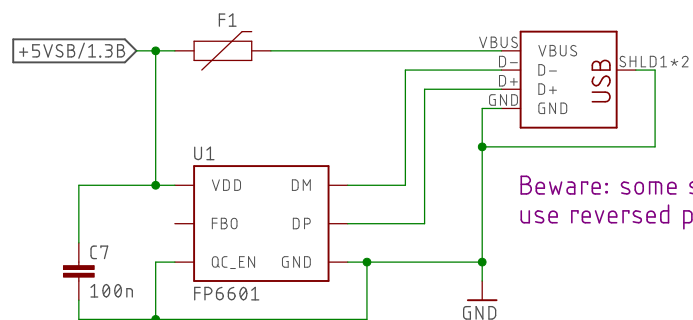 F1
+5VSB/1.3B
VBUS
D-
D+
GND
VBUS
D-
D+
GND
USB
SHLD1*2
U1
VDD
DM
FBO
DP
QC_EN
GND
FP6601
C7
100n
Beware: some s
use reversed p
GND